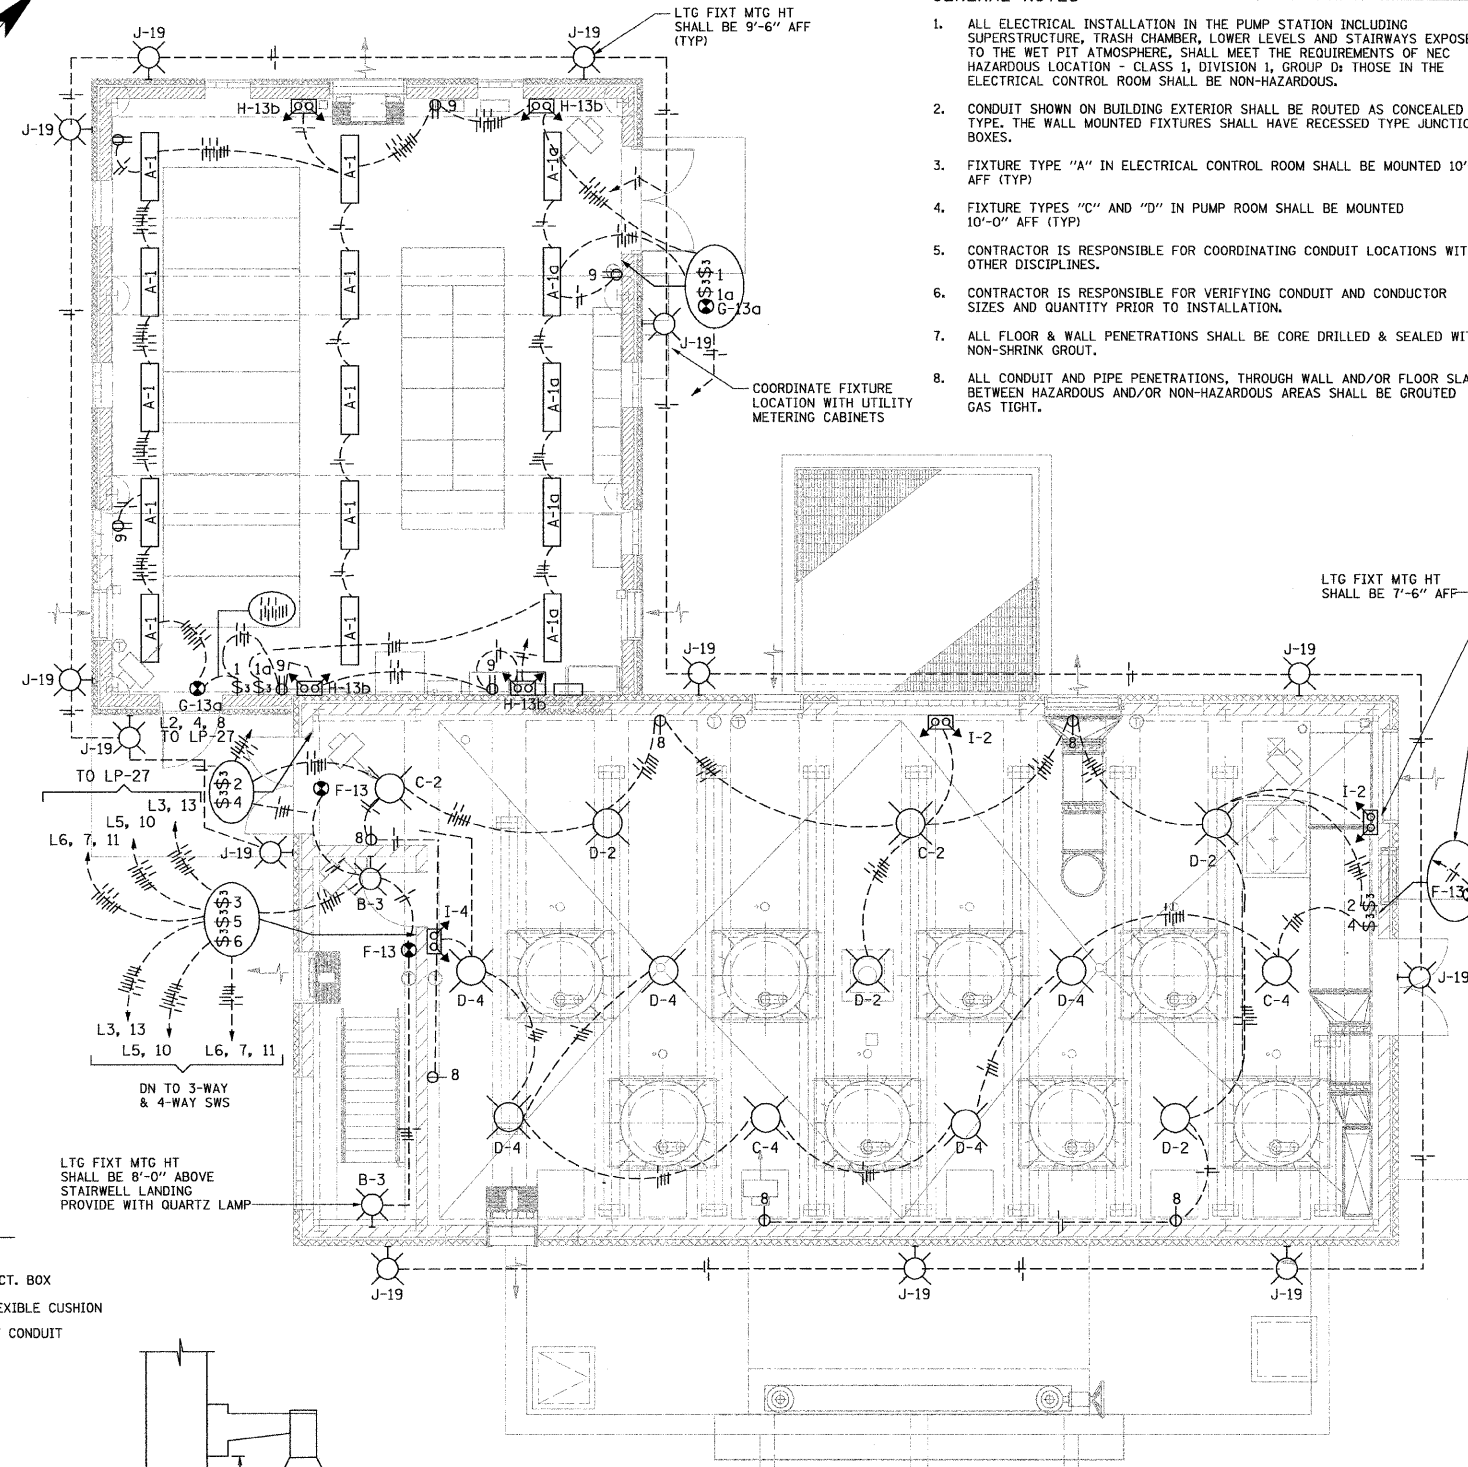 LTG FIXT MTG HT
SHALL BE 9'-6" AFF
(TYP)
GENERAL NOTES
1. ALL ELECTRICAL INSTALLATION IN THE PUMP STATION INCLUDING
SUPERSTRUCTURE, TRASH CHAMBER, LOWER LEVELS AND STAIRWAYS EXPOSE
TO THE WET PIT ATMOSPHERE, SHALL MEET THE REQUIREMENTS OF NEC
HAZARDOUS LOCATION - CLASS 1, DIVISION 1, GROUP D; THOSE IN THE
ELECTRICAL CONTROL ROOM SHALL BE NON-HAZARDOUS.
2. CONDUIT SHOWN ON BUILDING EXTERIOR SHALL BE ROUTED AS CONCEALED
TYPE. THE WALL MOUNTED FIXTURES SHALL HAVE RECESSED TYPE JUNCTIO
BOXES.
3. FIXTURE TYPE "A" IN ELECTRICAL CONTROL ROOM SHALL BE MOUNTED 10'
AFF (TYP)
4. FIXTURE TYPES "C" AND "D" IN PUMP ROOM SHALL BE MOUNTED
10'-0" AFF (TYP)
5. CONTRACTOR IS RESPONSIBLE FOR COORDINATING CONDUIT LOCATIONS WIT
OTHER DISCIPLINES.
6. CONTRACTOR IS RESPONSIBLE FOR VERIFYING CONDUIT AND CONDUCTOR
SIZES AND QUANTITY PRIOR TO INSTALLATION.
7. ALL FLOOR & WALL PENETRATIONS SHALL BE CORE DRILLED & SEALED WIT
NON-SHRINK GROUT.
8. ALL CONDUIT AND PIPE PENETRATIONS, THROUGH WALL AND/OR FLOOR SLA
BETWEEN HAZARDOUS AND/OR NON-HAZARDOUS AREAS SHALL BE GROUTED
GAS TIGHT.
J-19
J-19
J-19
H-13b
9
H-13b
A-1
A-1
A-1a
A-1
A-1
A-1a
9
$3$3 1
1a
G-13a
J-19
COORDINATE FIXTURE
LOCATION WITH UTILITY
METERING CABINETS
A-1
A-1
A-1a
A-1
A-1
A-1a
9
LTG FIXT MTG HT
SHALL BE 7'-6" AFF
A-1
A-1
A-1a
J-19
1
1a
9
9
$3$3
H-13b
H-13b
G-13a
J-19
J-19
L2, 4, 8
TO LP-27
J-19
TO LP-27
$3$3 2
4
F-13
C-2
8
I-2
8
I-2
L3, 13
L5, 10
L6, 7, 11
J-19
8
D-2
C-2
D-2
B-3
$3$3$3 3
5
6
I-4
F-13
2
4
$3$3
F-13
D-4
D-4
D-2
D-4
C-4
J-19
L3, 13
L5, 10
L6, 7, 11
DN TO 3-WAY
& 4-WAY SWS
8
D-4
C-4
D-4
D-2
LTG FIXT MTG HT
SHALL BE 8'-0" ABOVE
STAIRWELL LANDING
PROVIDE WITH QUARTZ LAMP
B-3
8
8
J-19
J-19
J-19
CT. BOX
EXIBLE CUSHION
CONDUIT